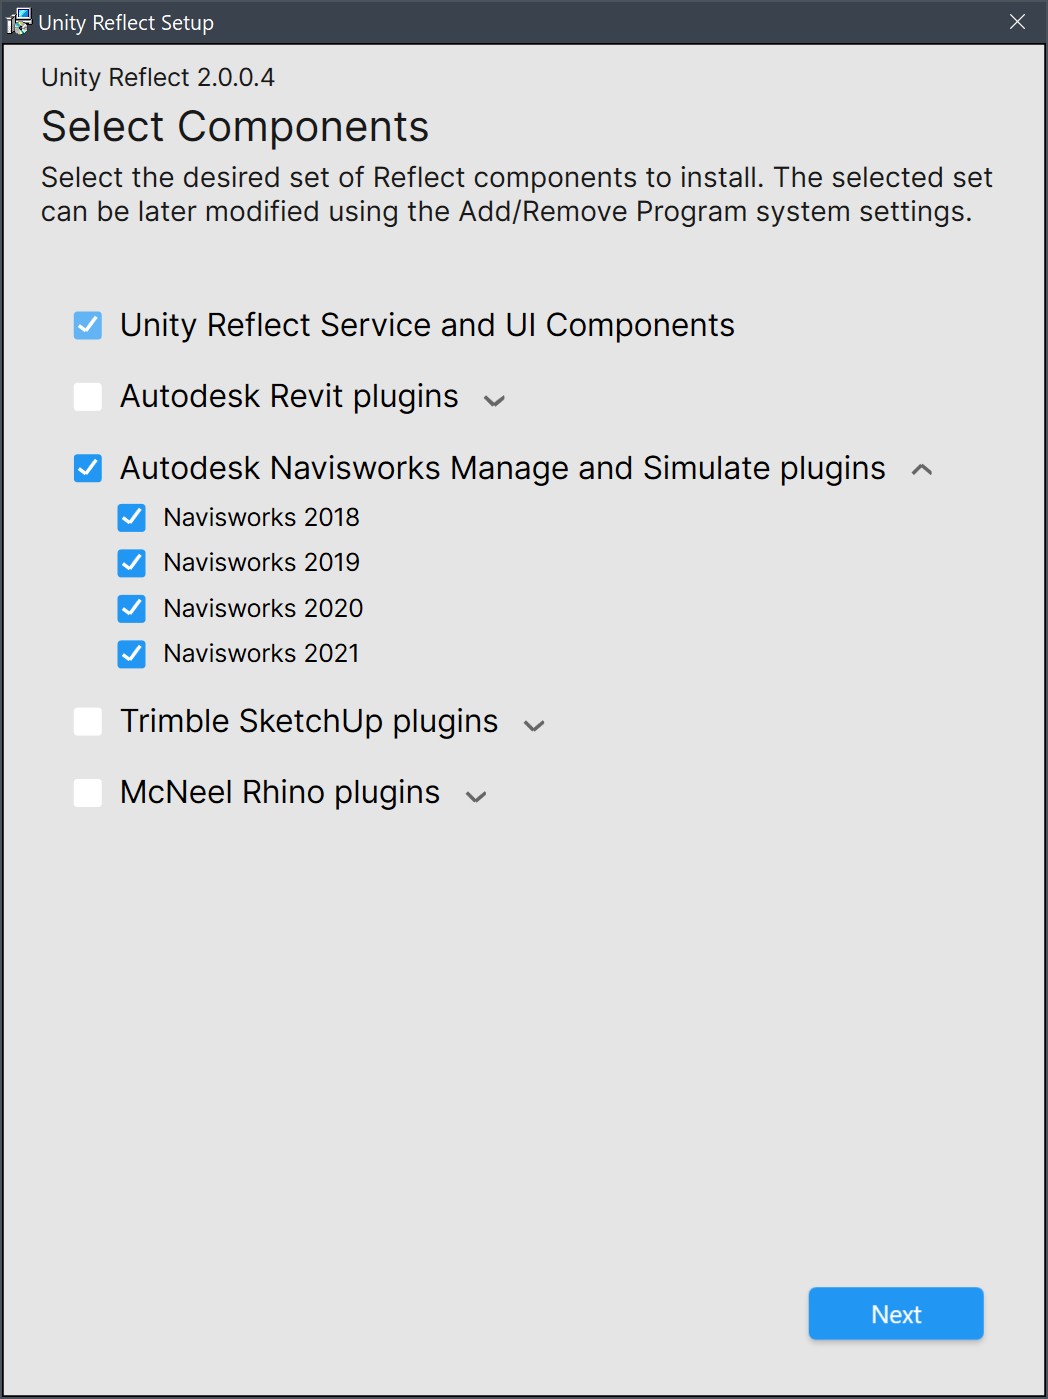 Unity Reflect Setup
Unity Reflect 2.0.0.4
Select Components
Select the desired set of Reflect components to install. The selected set
can be later modified using the Add/Remove Program system settings.
Unity Reflect Service and UI Components
Autodesk Revit plugins
Autodesk Navisworks Manage and Simulate plugins
Navisworks 2018
Navisworks 2019
Navisworks 2020
Navisworks 2021
Trimble SketchUp plugins
McNeel Rhino plugins
Next